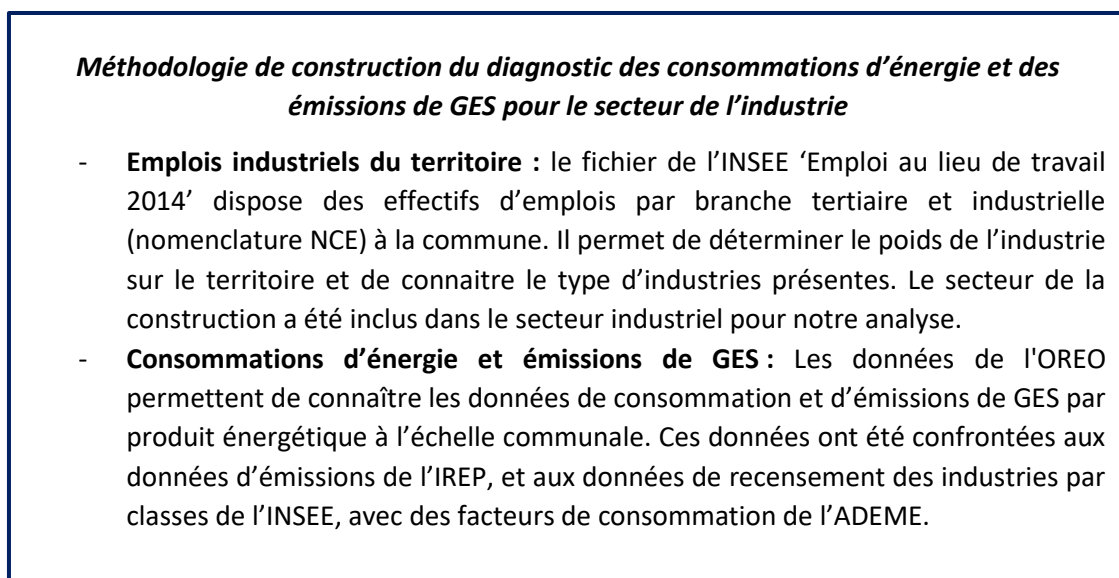 Méthodologie de construction du diagnostic des consommations d’énergie et des
émissions de GES pour le secteur de l’industrie
- Emplois industriels du territoire : le fichier de l’INSEE ‘Emploi au lieu de travail
2014’ dispose des effectifs d’emplois par branche tertiaire et industrielle
(nomenclature NCE) à la commune. Il permet de déterminer le poids de l’industrie
sur le territoire et de connaitre le type d’industries présentes. Le secteur de la
construction a été inclus dans le secteur industriel pour notre analyse.
- Consommations d’énergie et émissions de GES : Les données de l'OREO
permettent de connaître les données de consommation et d’émissions de GES par
produit énergétique à l’échelle communale. Ces données ont été confrontées aux
données d’émissions de l’IREP, et aux données de recensement des industries par
classes de l’INSEE, avec des facteurs de consommation de l’ADEME.